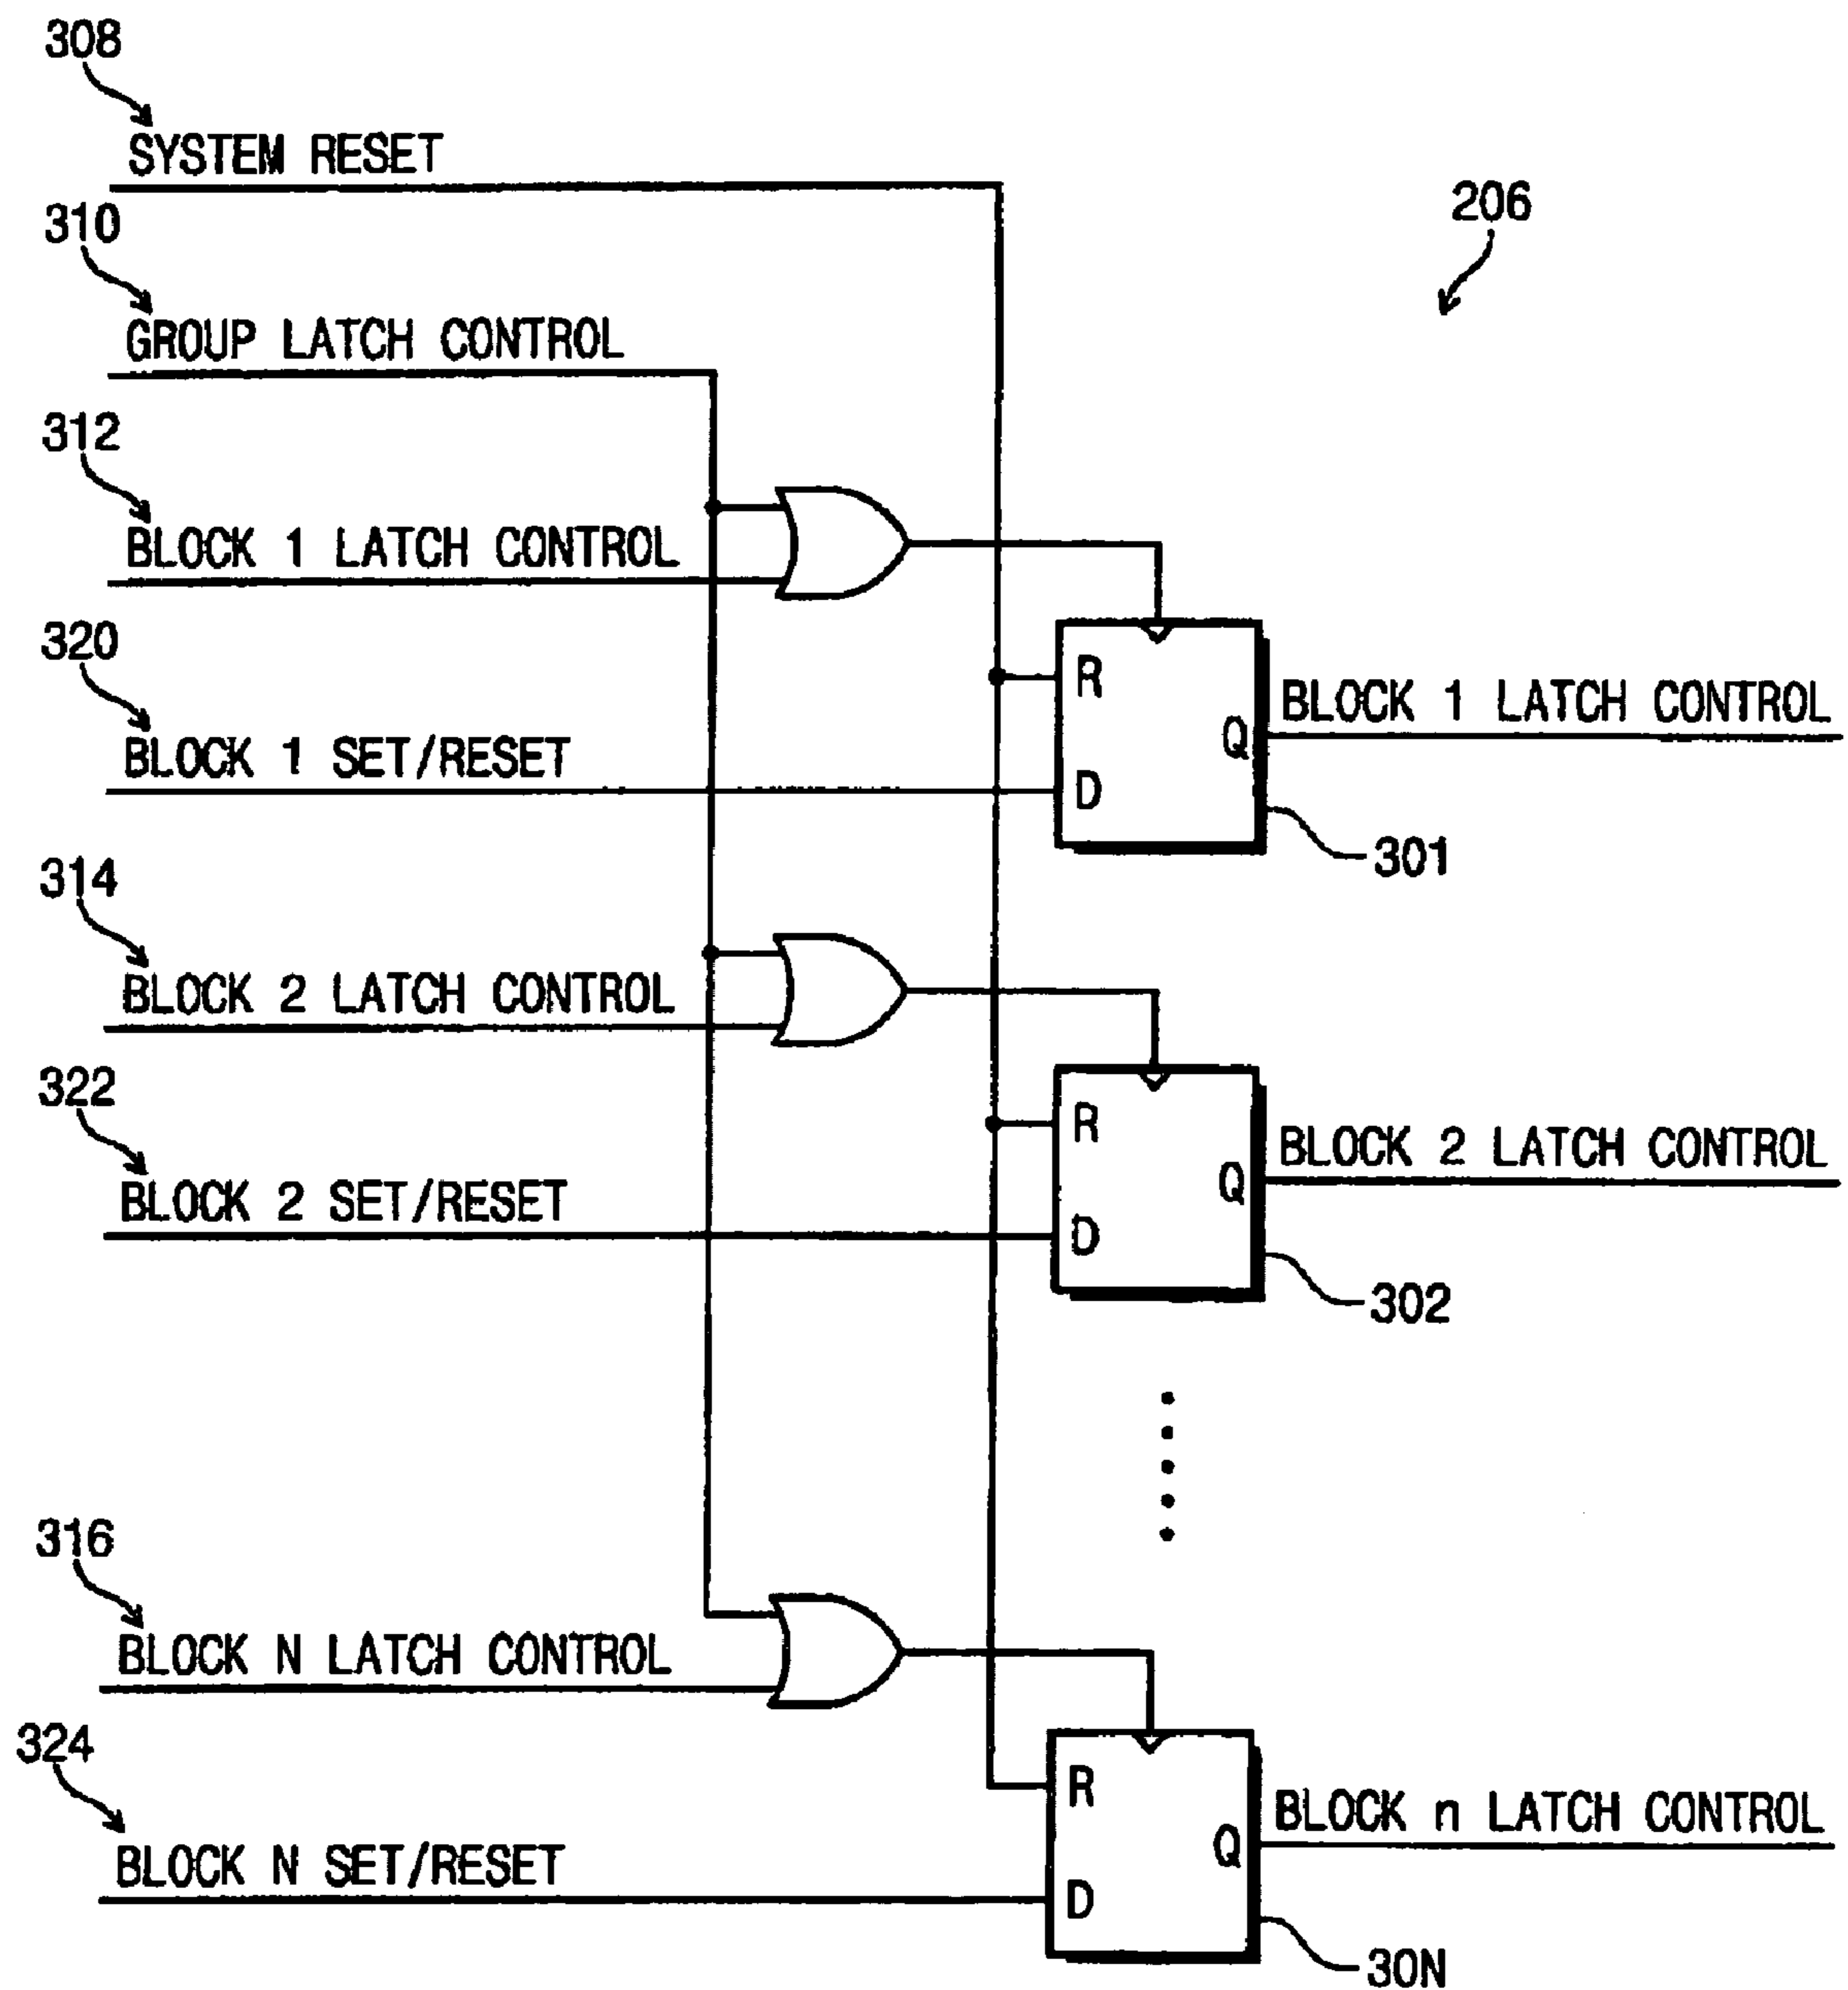 308
SYSTEM RESET
206
310
GROUP LATCH CONTROL
312
BLOCK 1 LATCH CONTROL
320
R
BLOCK 1 LATCH CONTROL
Q
BLOCK 1 SET/RESET
D
301
314
BLOCK 2 LATCH CONTROL
322
R
BLOCK 2 LATCH CONTROL
Q
BLOCK 2 SET/RESET
D
302
316
BLOCK N LATCH CONTROL
324
R
BLOCK n LATCH CONTROL
Q
BLOCK N SET/RESET
D
30N